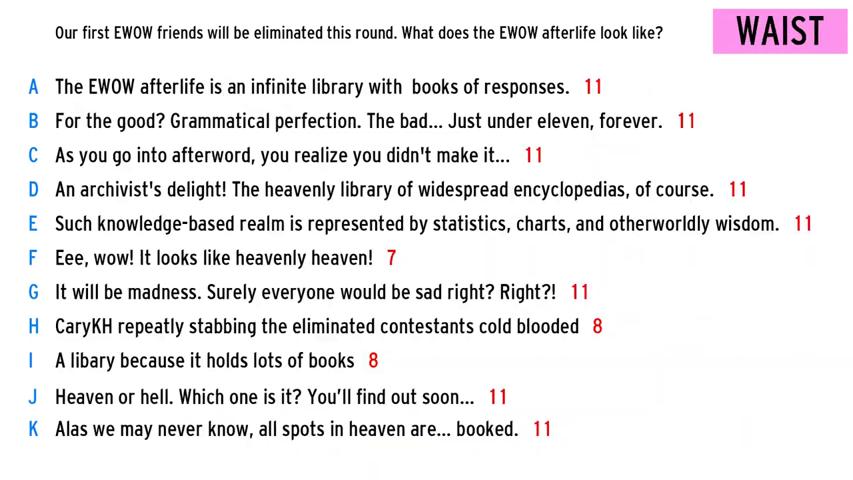 Our first EWOW friends will be eliminated this round. What does the EWOW afterlife look like?
WAIST
A The EWOW afterlife is an infinite library with books of responses. 11
B For the good? Grammatical perfection. The bad... Just under eleven, forever. 11
C As you go into afterword, you realize you didn't make it... 11
D An archivist's delight! The heavenly library of widespread encyclopedias, of course. 11
E Such knowledge-based realm is represented by statistics, charts, and otherworldly wisdom. 11
F Eee, wow! It looks like heavenly heaven! 7
G It will be madness. Surely everyone would be sad right? Right?! 11
H CaryKH repeatly stabbing the eliminated contestants cold blooded 8
I A libary because it holds lots of books 8
J Heaven or hell. Which one is it? You’ll find out soon... 11
K Alas we may never know, all spots in heaven are... booked. 11